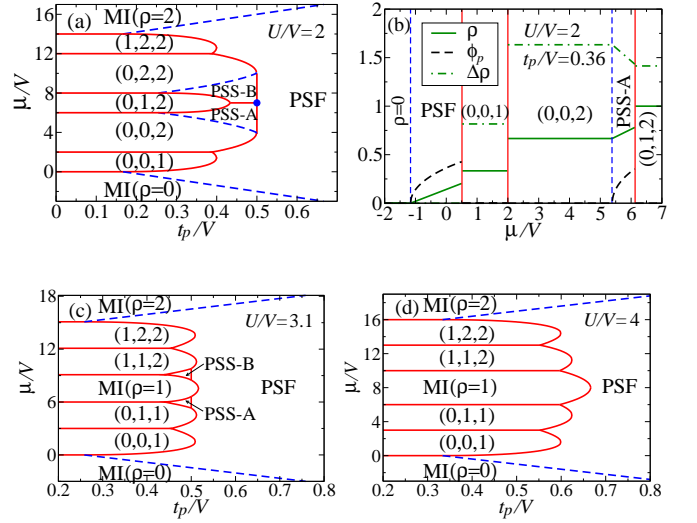 (a)
MI(ρ=2)
U/V=2
(1,2,2)
(0,2,2)
PSS-B
(0,1,2)
PSF
PSS-A
(0,0,2)
(0,0,1)
MI(ρ=0)
μ/V
16
12
8
4
0
0 0.1 0.2 0.3 0.4 0.5 0.6
t_p/V
(b)
ρ
ϕ_p
Δρ
U/V=2
t_p/V=0.36
ρ=0
PSF
(0,0,1)
(0,0,2)
PSS-A
(0,1,2)
2
1.5
1
0.5
0
-2 -1 0 1 2 3 4 5 6 7
μ/V
(c)
MI(ρ=2)
U/V=3.1
(1,2,2)
(1,1,2)
PSS-B
MI(ρ=1)
PSF
PSS-A
(0,1,1)
(0,0,1)
MI(ρ=0)
μ/V
18
12
6
0
0.2 0.3 0.4 0.5 0.6 0.7 0.8
t_p/V
(d)
MI(ρ=2)
U/V=4
(1,2,2)
(1,1,2)
MI(ρ=1)
PSF
(0,1,1)
(0,0,1)
MI(ρ=0)
μ/V
16
12
8
4
0
0.2 0.3 0.4 0.5 0.6 0.7 0.8
t_p/V